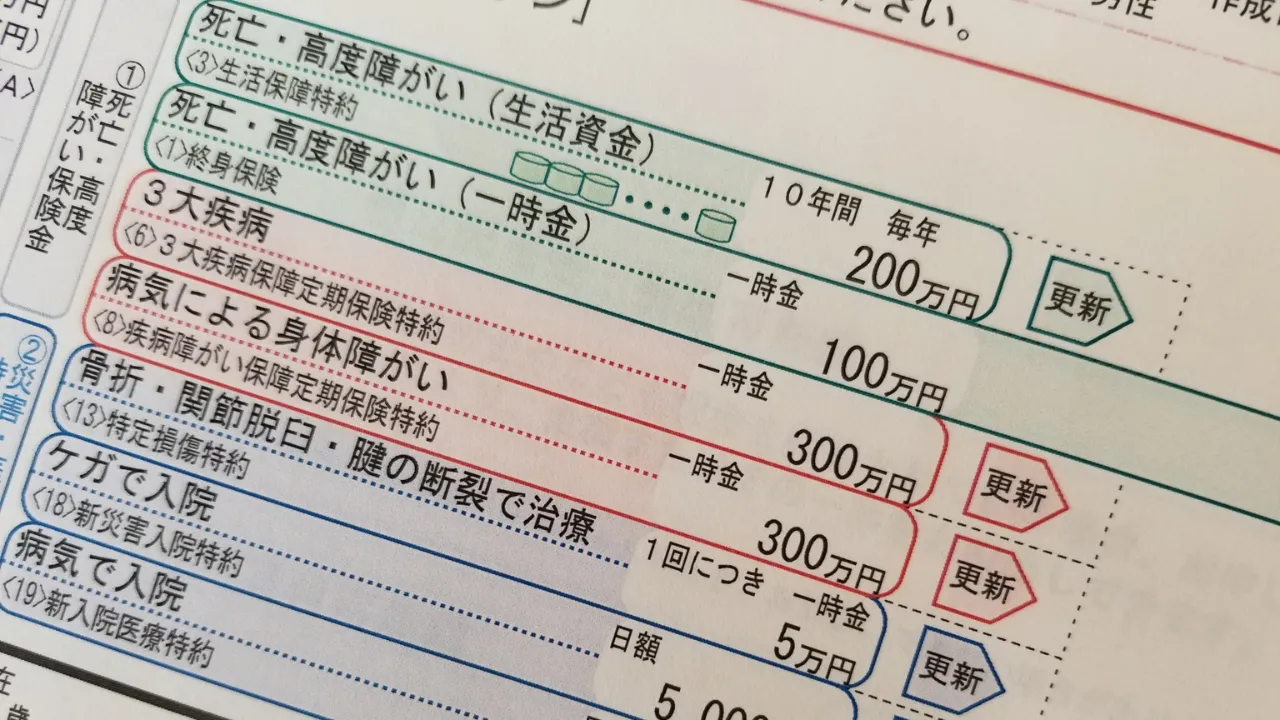 ださい。
男性
円)
A〉
①
死亡・高度
障がい保険金
死亡・高度障がい（生活資金）
〈3〉生活保障特約
１０年間 毎年
200万円
更新
死亡・高度障がい（一時金）
〈1〉終身保険
一時金
100万円
３大疾病
〈6〉３大疾病保障定期保険特約
一時金
300万円
更新
病気による身体障がい
〈8〉疾病障がい保障定期保険特約
一時金
300万円
更新
②
災害
骨折・関節脱臼・腱の断裂で治療
〈13〉特定損傷特約
１回につき 一時金
5万円
更新
ケガで入院
〈18〉新災害入院特約
日額
病気で入院
〈19〉新入院医療特約
歳